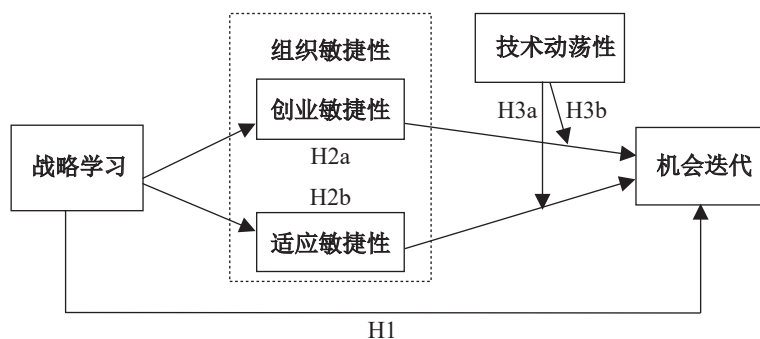 组织敏捷性
技术动荡性
创业敏捷性
H3a
H3b
战略学习
H2a
机会迭代
H2b
适应敏捷性
H1